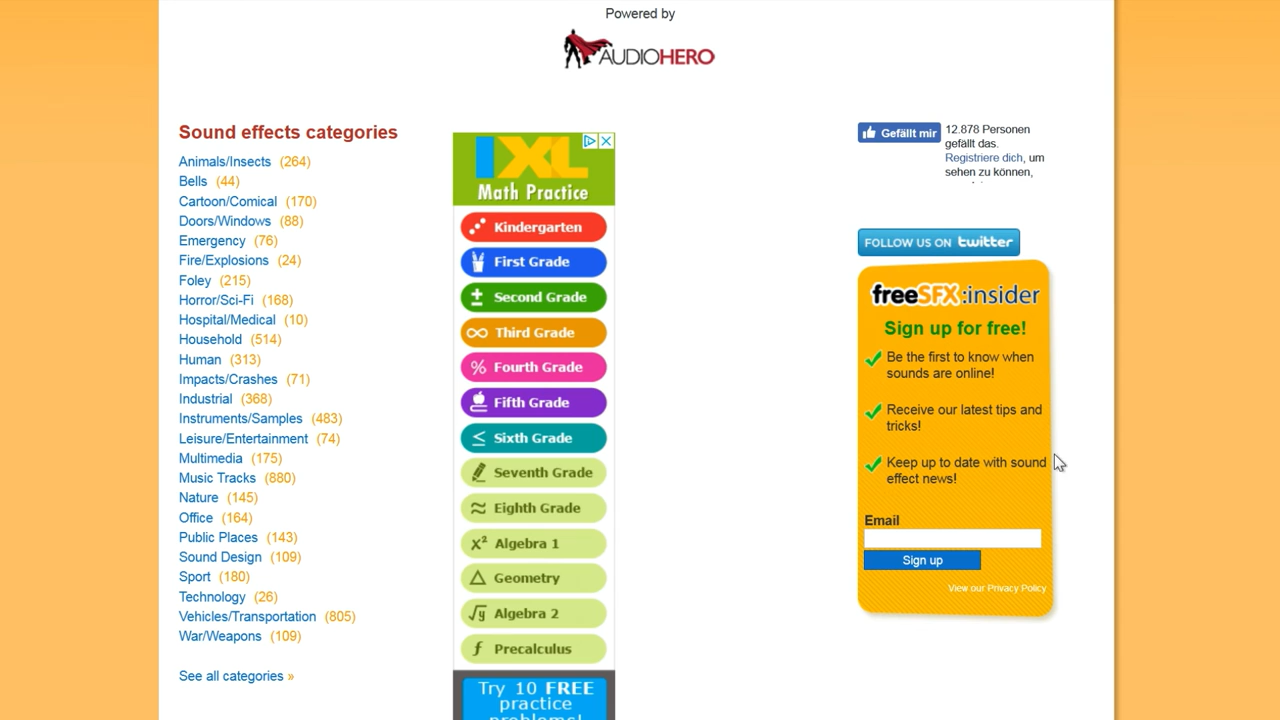 Powered by
AUDIOHERO
Sound effects categories
Animals/Insects (264)
Bells (44)
Cartoon/Comical (170)
Doors/Windows (88)
Emergency (76)
Fire/Explosions (24)
Foley (215)
Horror/Sci-Fi (168)
Hospital/Medical (10)
Household (514)
Human (313)
Impacts/Crashes (71)
Industrial (368)
Instruments/Samples (483)
Leisure/Entertainment (74)
Multimedia (175)
Music Tracks (880)
Nature (145)
Office (164)
Public Places (143)
Sound Design (109)
Sport (180)
Technology (26)
Vehicles/Transportation (805)
War/Weapons (109)
See all categories »
IXL
Math Practice
Kindergarten
First Grade
± Second Grade
∞ Third Grade
% Fourth Grade
Fifth Grade
≤ Sixth Grade
Seventh Grade
≈ Eighth Grade
x² Algebra 1
Geometry
√y Algebra 2
f Precalculus
Try 10 FREE
practice
problems!
Gefällt mir
12.878 Personen
gefällt das.
Registriere dich, um
sehen zu können,
FOLLOW US ON twitter
freeSFX:insider
Sign up for free!
Be the first to know when
sounds are online!
Receive our latest tips and
tricks!
Keep up to date with sound
effect news!
Email
Sign up
View our Privacy Policy